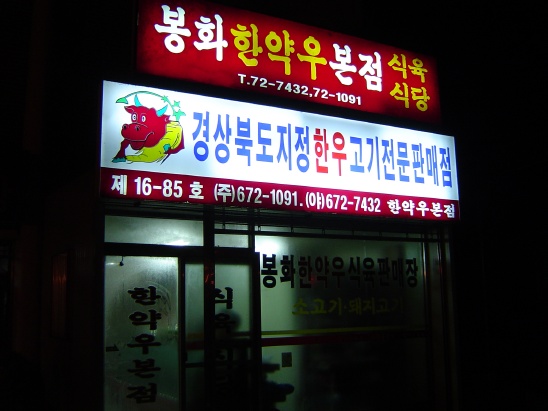 봉화한약우본점 식육
식당
T.72-7432,72-1091
경상북도지정한우고기전문판매점
제 16-85 호 (주)672-1091.(야)672-7432 한약우본점
봉화한약우식육판매장
소고기·돼지고기
한약우본점
식육